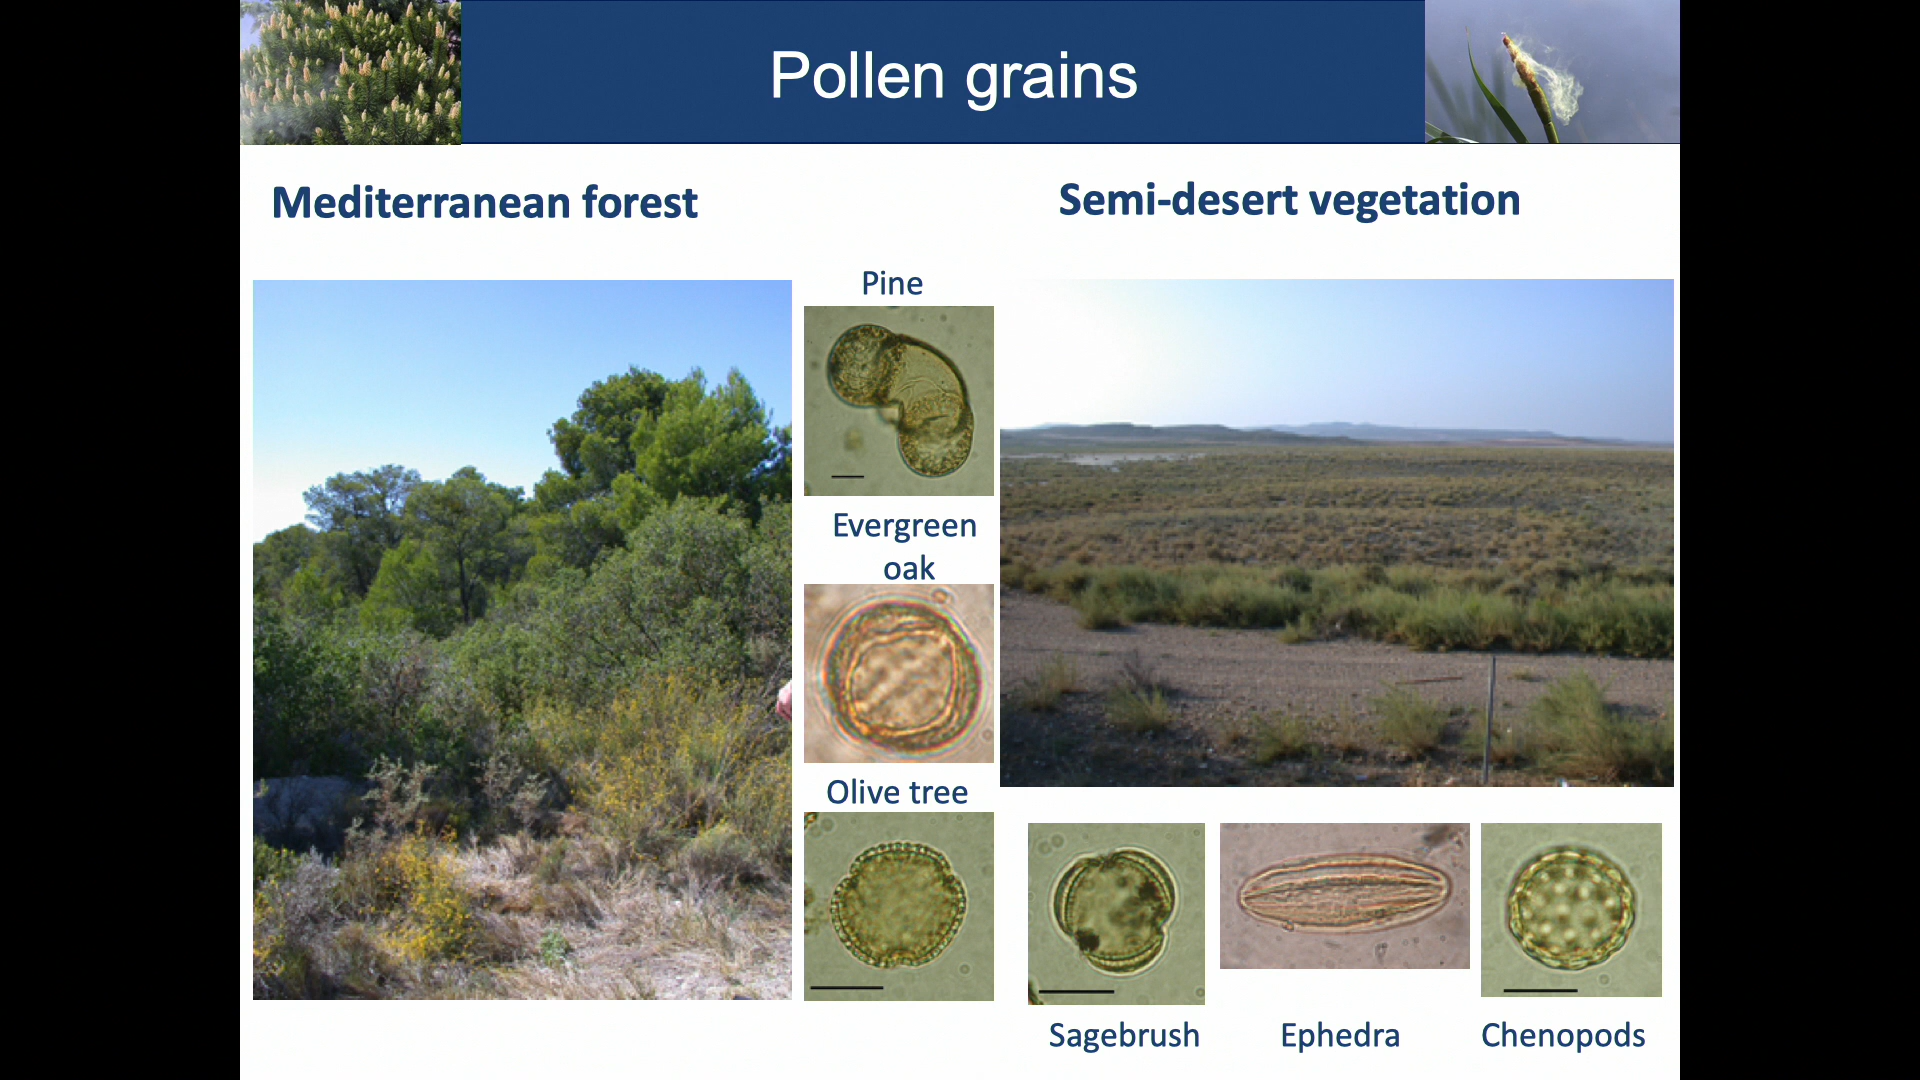 Pollen grains
Mediterranean forest
Semi-desert vegetation
Pine
Evergreen
oak
Olive tree
Sagebrush
Ephedra
Chenopods